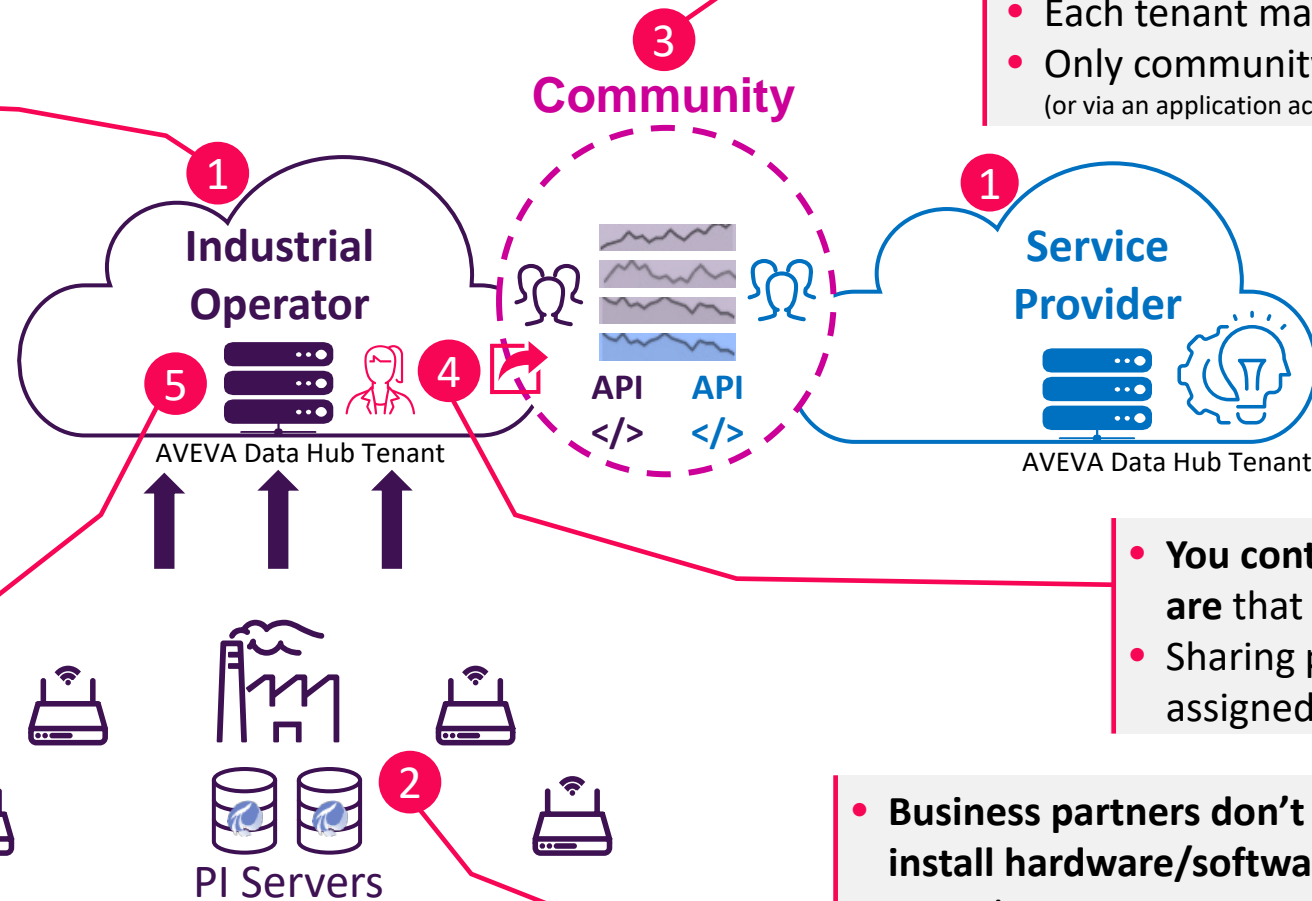 • Each tenant ma
• Only communit
(or via an application ac
3
Community
1
Industrial
Operator
5
4
AVEVA Data Hub Tenant
API
API
</>
</>
1
Service
Provider
AVEVA Data Hub Tenant
• You cont
are that
• Sharing p
assigned
2
PI Servers
• Business partners don't
install hardware/softwa